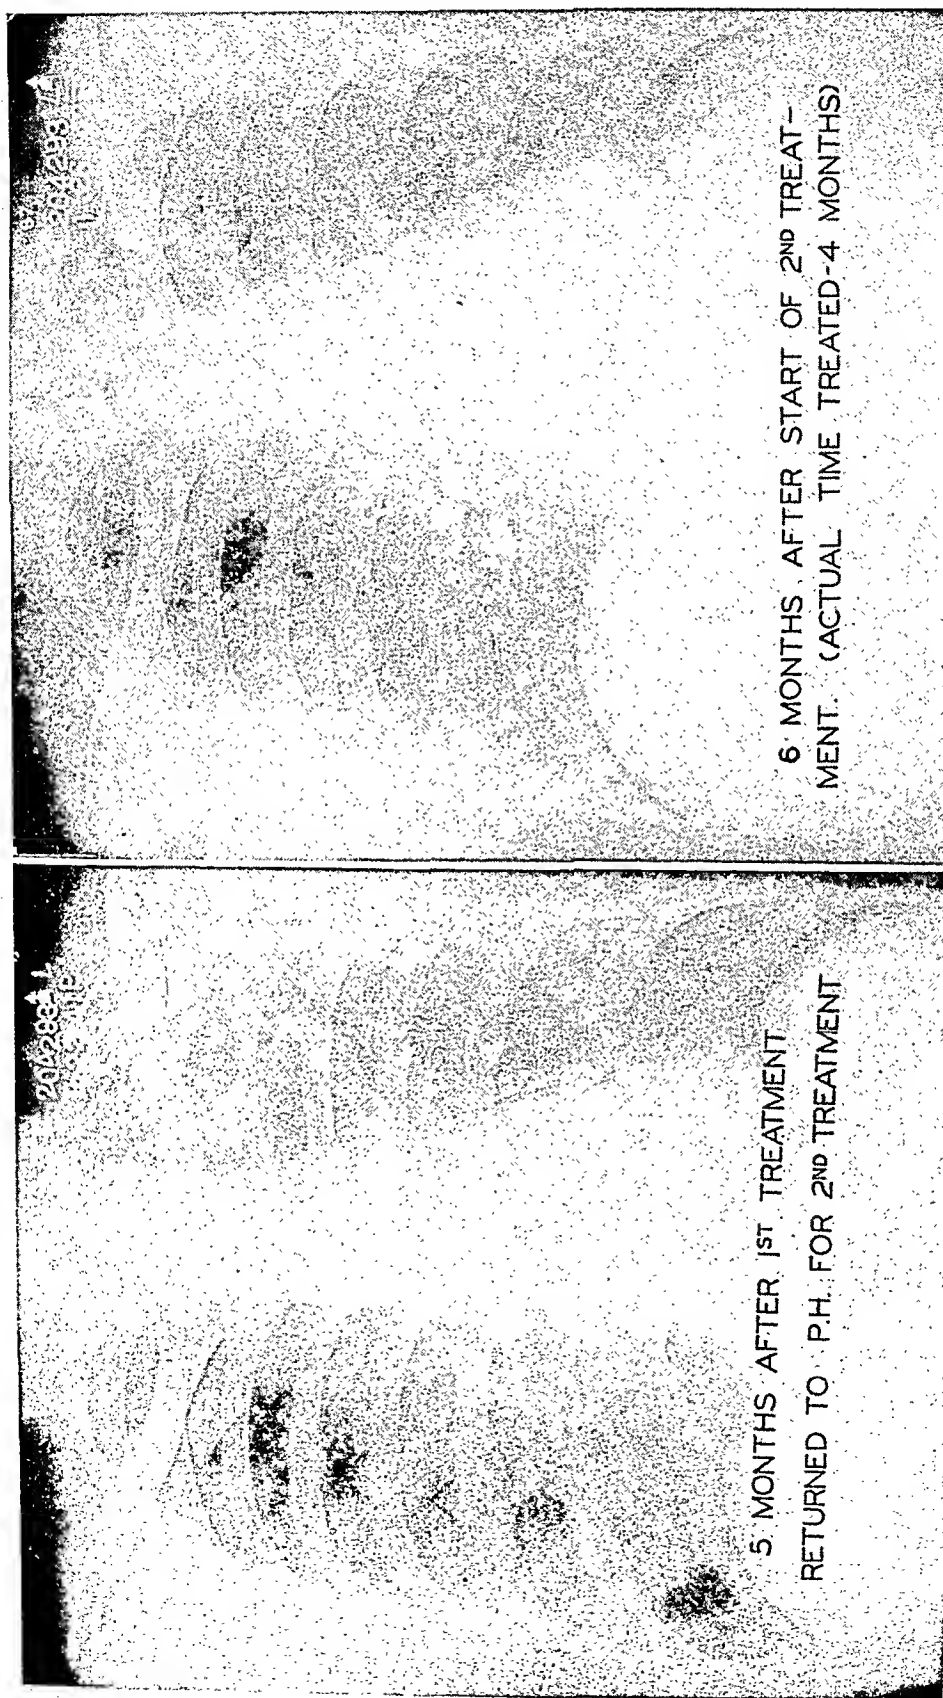 5 MONTHS AFTER 1ST TREATMENT
RETURNED TO P.H. FOR 2ND TREATMENT
6 MONTHS AFTER START OF 2ND TREAT-
MENT. (ACTUAL TIME TREATED-4 MONTHS)